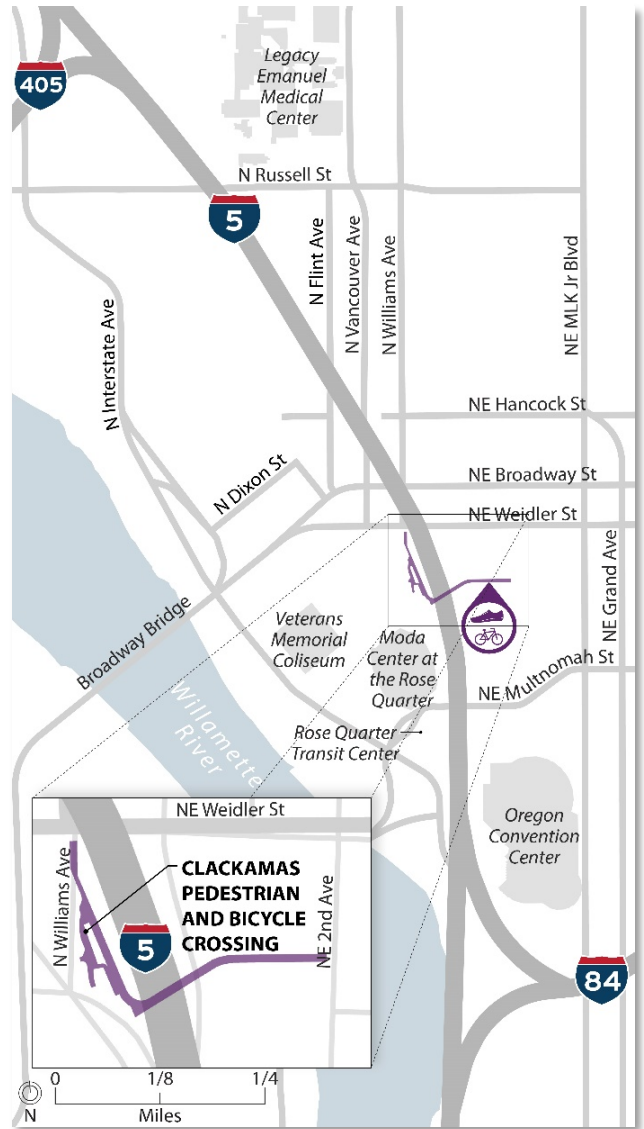 405
Legacy
Emanuel
Medical
Center
N Russell St
5
N Flint Ave
N Vancouver Ave
N Williams Ave
NE MLK Jr Blvd
N Interstate Ave
NE Hancock St
N Dixon St
NE Broadway St
NE Weidler St
NE Grand Ave
Broadway Bridge
Veterans
Memorial
Coliseum
Moda
Center at
the Rose
Quarter
NE Multnomah St
Willamette
River
Rose Quarter
Transit Center
Oregon
Convention
Center
84
NE Weidler St
N Williams Ave
CLACKAMAS
PEDESTRIAN
AND BICYCLE
CROSSING
5
NE 2nd Ave
N
0 1/8 1/4
Miles